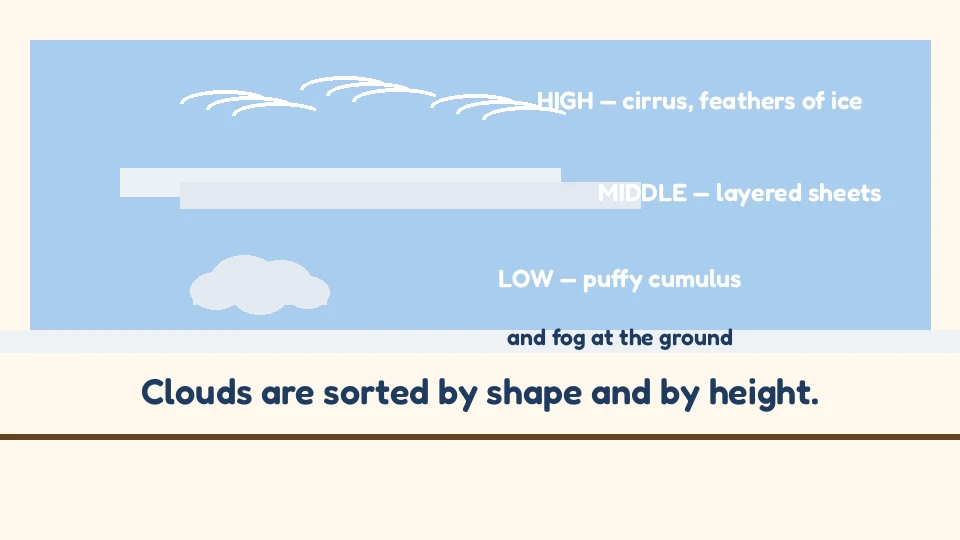 HIGH — cirrus, feathers of ice
MIDDLE — layered sheets
LOW — puffy cumulus
and fog at the ground
Clouds are sorted by shape and by height.